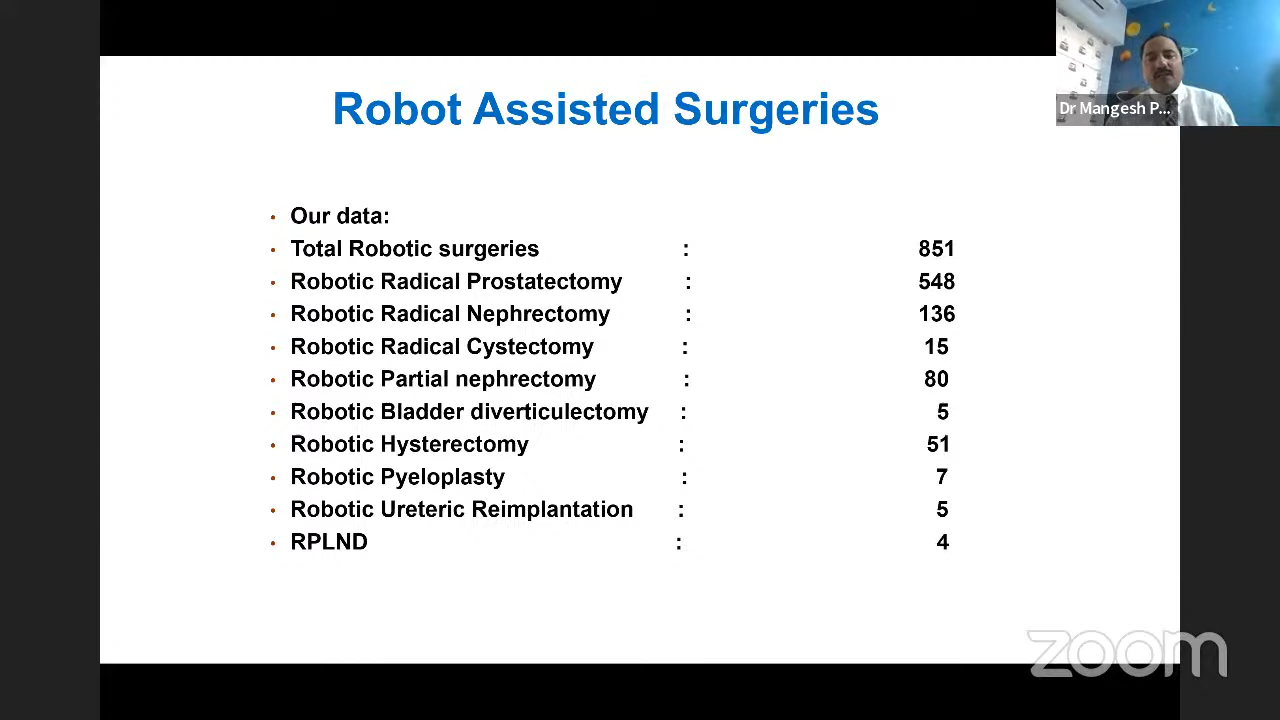 Robot Assisted Surgeries
Dr Mangesh P...
• Our data:
• Total Robotic surgeries : 851
• Robotic Radical Prostatectomy : 548
• Robotic Radical Nephrectomy : 136
• Robotic Radical Cystectomy : 15
• Robotic Partial nephrectomy : 80
• Robotic Bladder diverticulectomy : 5
• Robotic Hysterectomy : 51
• Robotic Pyeloplasty : 7
• Robotic Ureteric Reimplantation : 5
• RPLND : 4
zoom